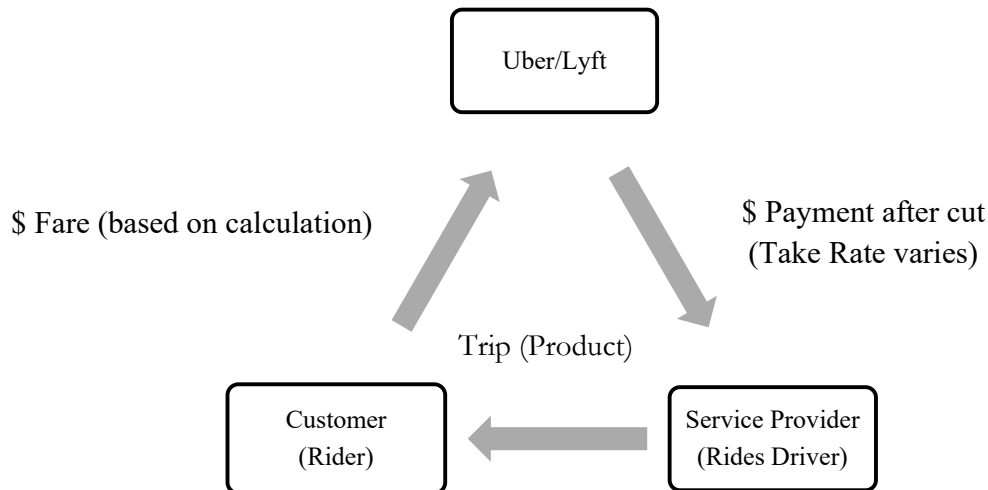 Uber/Lyft
$ Fare (based on calculation)
$ Payment after cut
(Take Rate varies)
Trip (Product)
Customer
(Rider)
Service Provider
(Rides Driver)